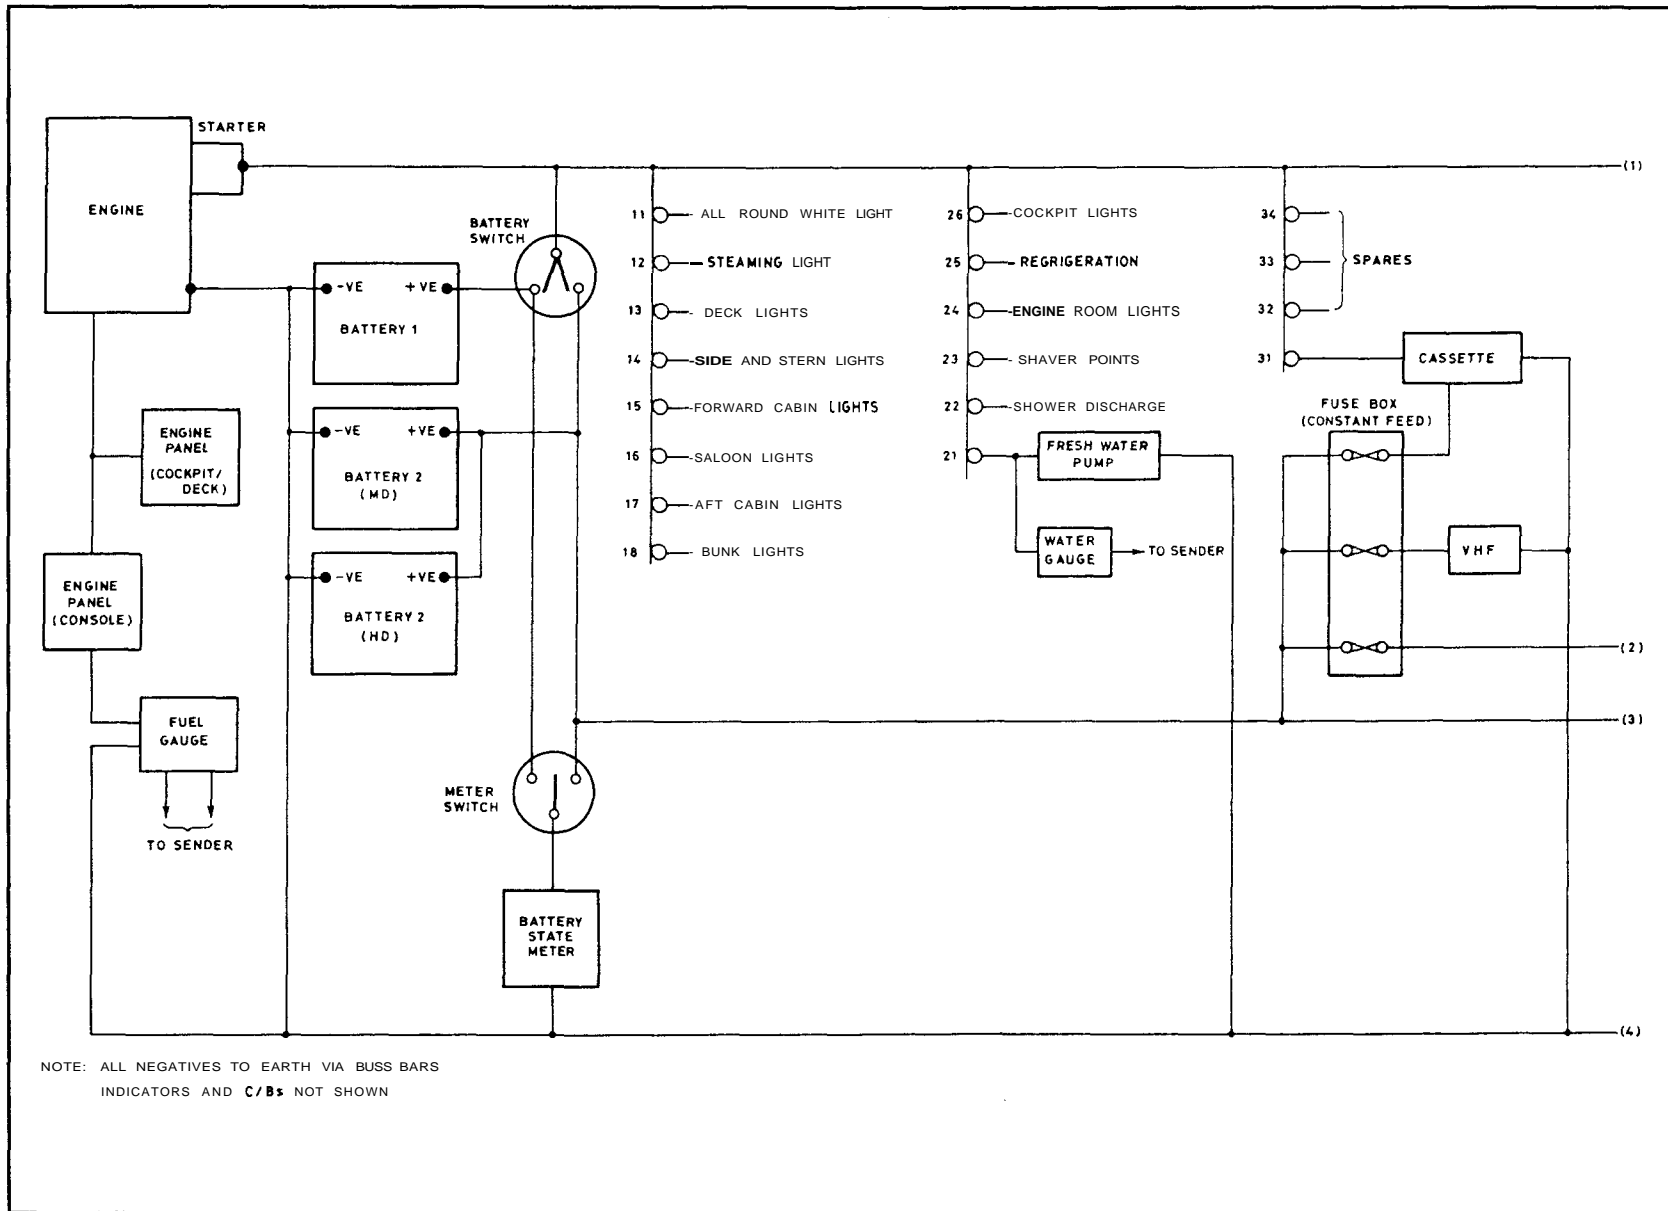 STARTER
ENGINE
(1)
BATTERY
SWITCH
-VE +VE
BATTERY 1
-VE +VE
BATTERY 2
(MD)
-VE +VE
BATTERY 2
(HD)
ENGINE
PANEL
(COCKPIT/
DECK)
ENGINE
PANEL
(CONSOLE)
FUEL
GAUGE
TO SENDER
METER
SWITCH
BATTERY
STATE
METER
11 - ALL ROUND WHITE LIGHT
12 - STEAMING LIGHT
13 - DECK LIGHTS
14 - SIDE AND STERN LIGHTS
15 - FORWARD CABIN LIGHTS
16 - SALOON LIGHTS
17 - AFT CABIN LIGHTS
18 - BUNK LIGHTS
26 - COCKPIT LIGHTS
25 - REGRIGERATION
24 - ENGINE ROOM LIGHTS
23 - SHAVER POINTS
22 - SHOWER DISCHARGE
21
FRESH WATER
PUMP
WATER
GAUGE
TO SENDER
34
33
32
SPARES
31
CASSETTE
FUSE BOX
(CONSTANT FEED)
VHF
(2)
(3)
(4)
NOTE: ALL NEGATIVES TO EARTH VIA BUSS BARS
INDICATORS AND C/Bs NOT SHOWN